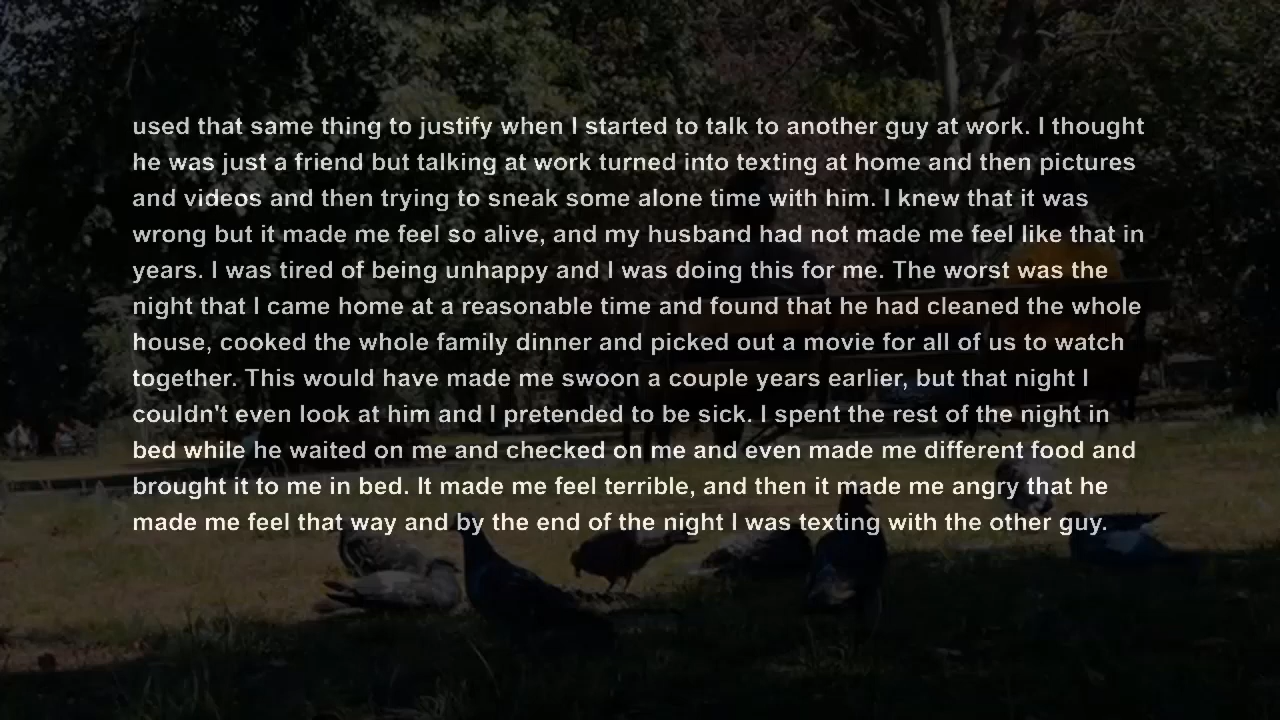 used that same thing to justify when I started to talk to another guy at work. I thought
he was just a friend but talking at work turned into texting at home and then pictures
and videos and then trying to sneak some alone time with him. I knew that it was
wrong but it made me feel so alive, and my husband had not made me feel like that in
years. I was tired of being unhappy and I was doing this for me. The worst was the
night that I came home at a reasonable time and found that he had cleaned the whole
house, cooked the whole family dinner and picked out a movie for all of us to watch
together. This would have made me swoon a couple years earlier, but that night I
couldn't even look at him and I pretended to be sick. I spent the rest of the night in
bed while he waited on me and checked on me and even made me different food and
brought it to me in bed. It made me feel terrible, and then it made me angry that he
made me feel that way and by the end of the night I was texting with the other guy.